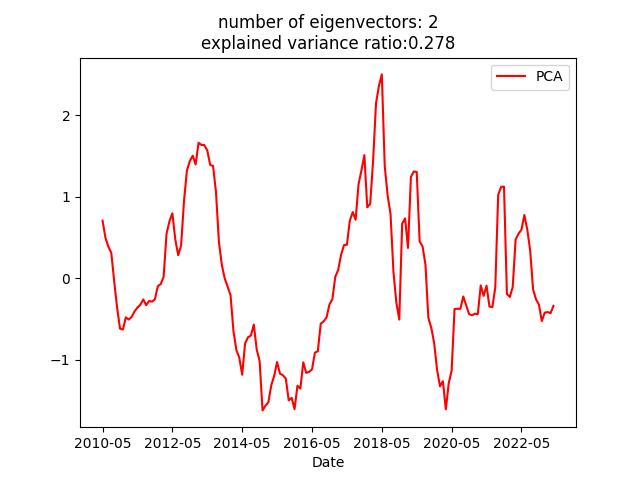 number of eigenvectors: 2
explained variance ratio:0.278
PCA
2
1
0
−1
2010-05 2012-05 2014-05 2016-05 2018-05 2020-05 2022-05
Date